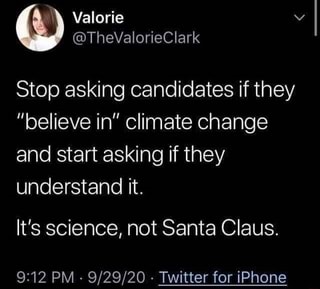 Valorie
@TheValorieClark
Stop asking candidates if they
"believe in" climate change
and start asking if they
understand it.
It's science, not Santa Claus.
9:12 PM · 9/29/20 · Twitter for iPhone